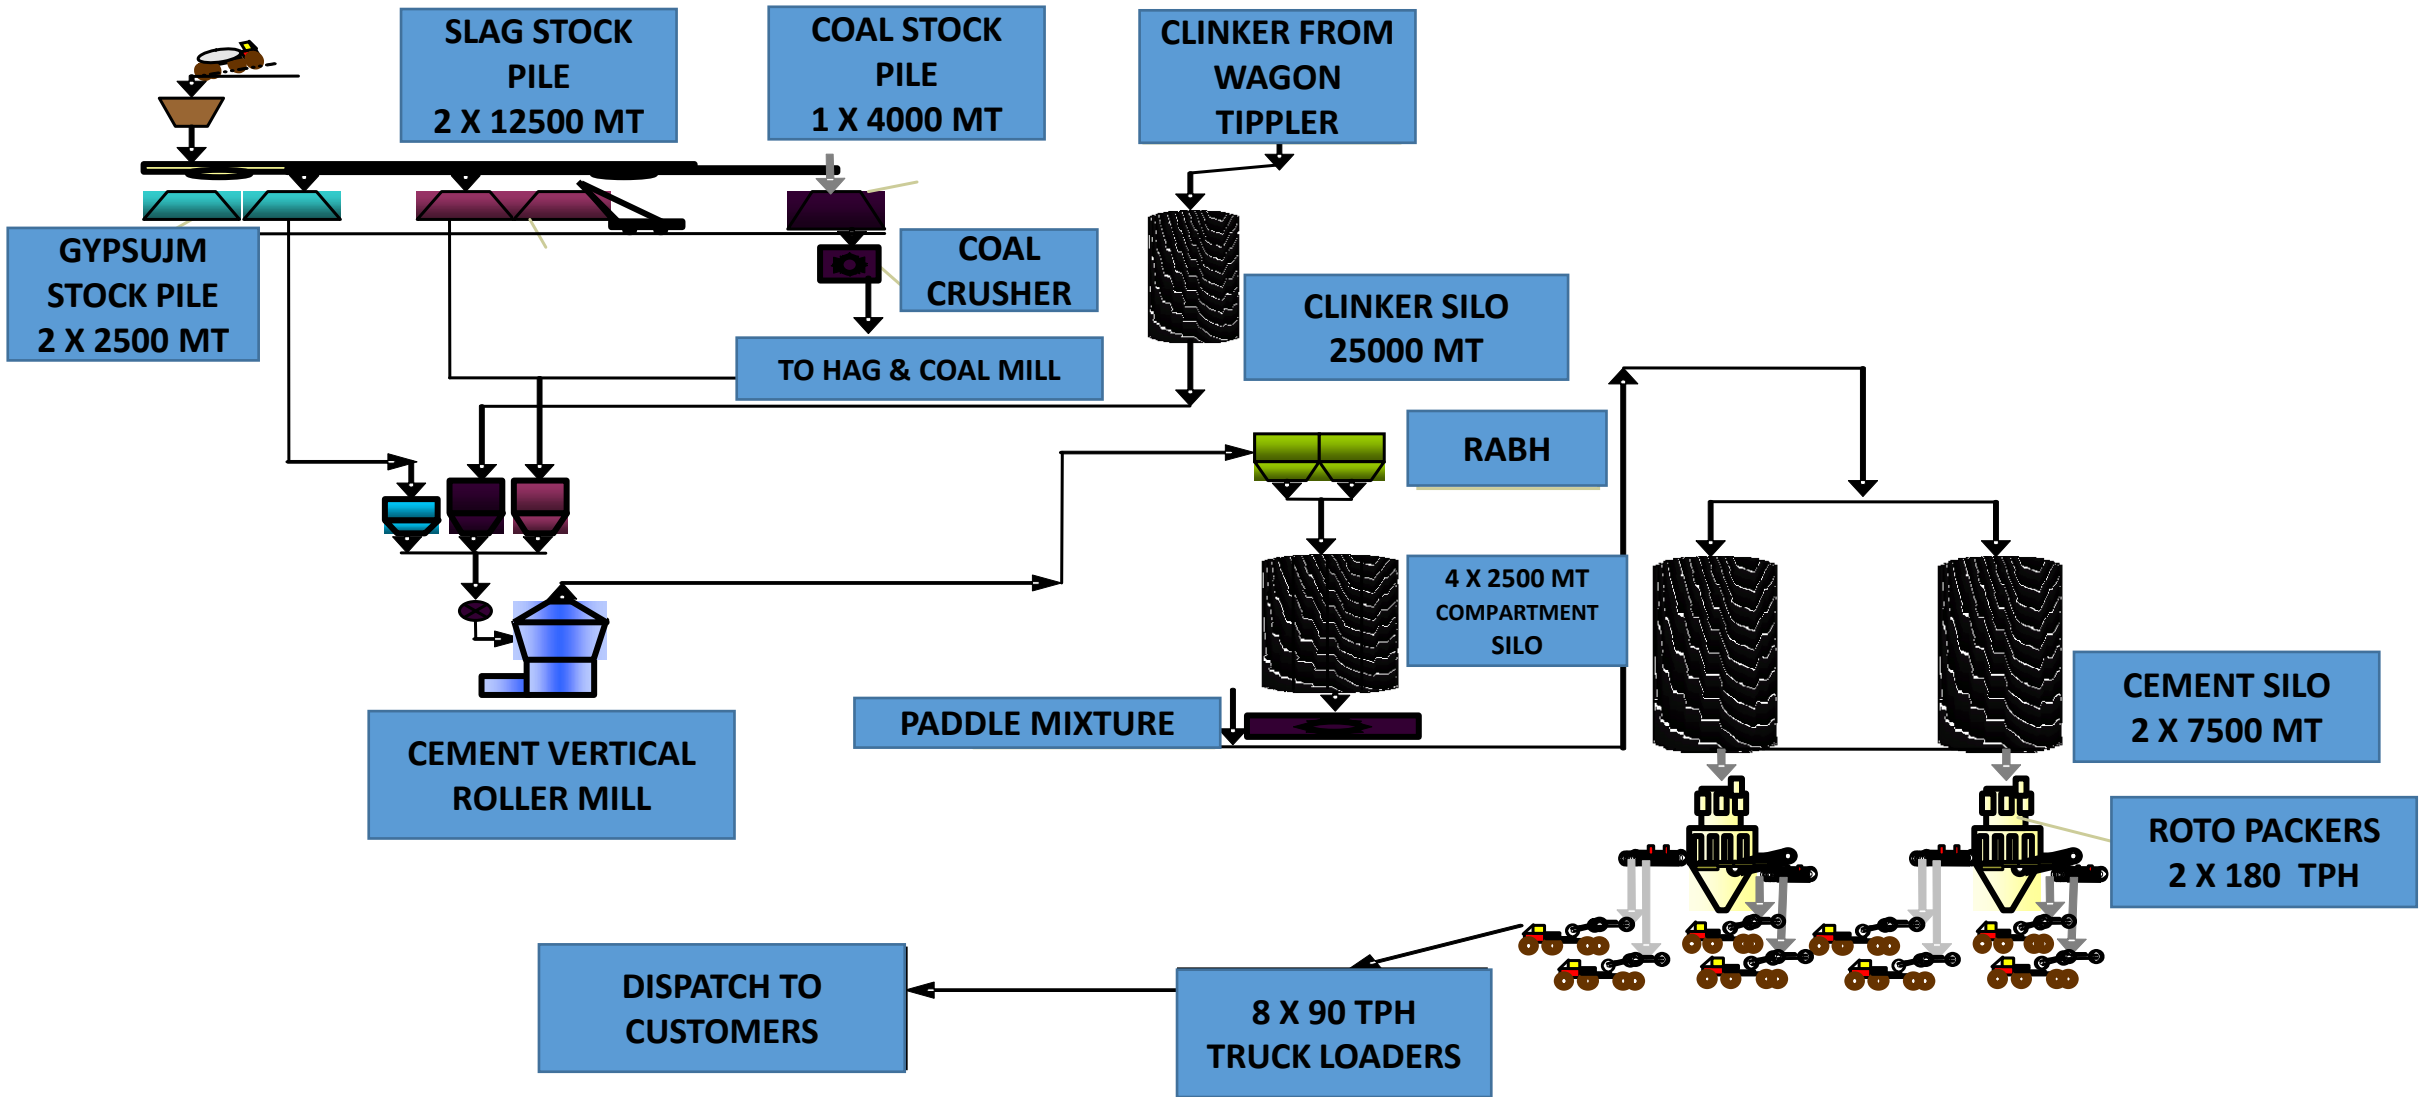 SLAG STOCK
PILE
2 X 12500 MT
COAL STOCK
PILE
1 X 4000 MT
CLINKER FROM
WAGON
TIPPLER
GYPSUJM
STOCK PILE
2 X 2500 MT
COAL
CRUSHER
CLINKER SILO
25000 MT
TO HAG & COAL MILL
RABH
4 X 2500 MT
COMPARTMENT
SILO
PADDLE MIXTURE
CEMENT SILO
2 X 7500 MT
CEMENT VERTICAL
ROLLER MILL
ROTO PACKERS
2 X 180 TPH
DISPATCH TO
CUSTOMERS
8 X 90 TPH
TRUCK LOADERS